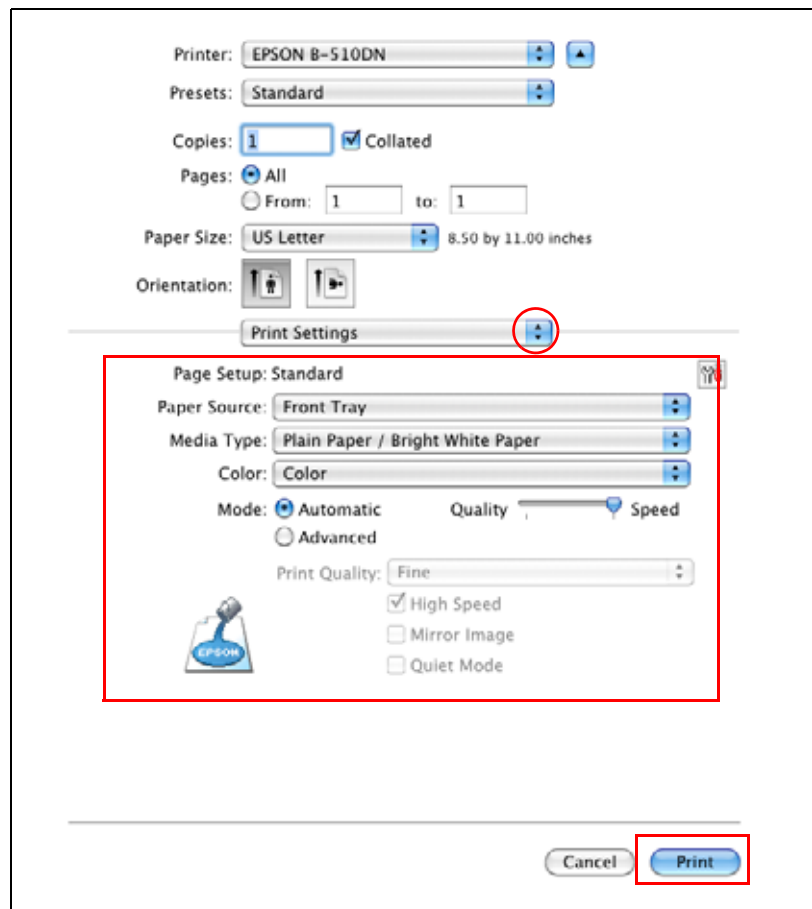 Printer: EPSON B-510DN
Presets: Standard
Copies: 1 Collated
Pages: All
From: 1 to: 1
Paper Size: US Letter 8.50 by 11.00 inches
Orientation:
Print Settings
Page Setup: Standard
Paper Source: Front Tray
Media Type: Plain Paper / Bright White Paper
Color: Color
Mode: Automatic Quality Speed
Advanced
Print Quality: Fine
High Speed
Mirror Image
EPSON
Quiet Mode
Cancel Print